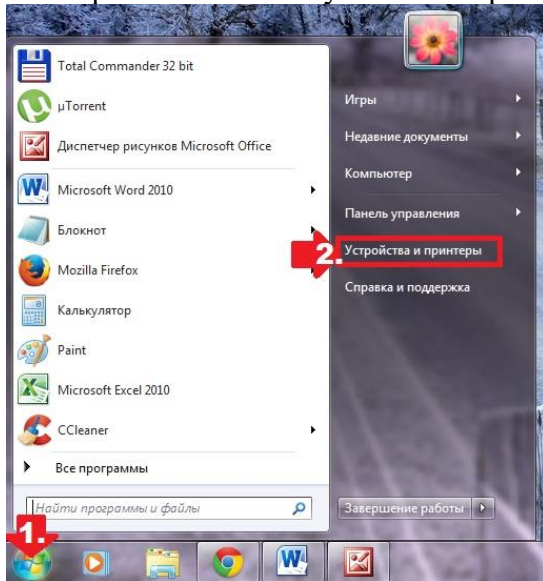 Total Commander 32 bit
µTorrent
Диспетчер рисунков Microsoft Office
Microsoft Word 2010
Блокнот
Mozilla Firefox
Калькулятор
Paint
Microsoft Excel 2010
CCleaner
Все программы
Найти программы и файлы
1.
Игры
Недавние документы
Компьютер
Панель управления
2.
Устройства и принтеры
Справка и поддержка
Завершение работы